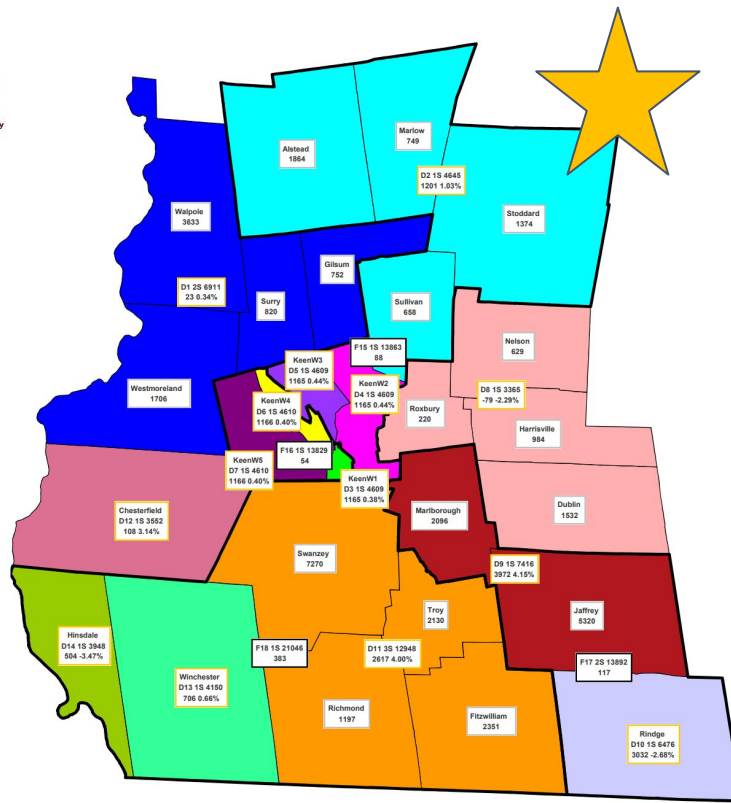 y
Marlow
749
Alstead
1864
D2 1S 4645
1201 1.03%
Walpole
3633
Stoddard
1374
Gilsum
752
D1 2S 6911
23 0.34%
Surry
820
Sullivan
658
F15 1S 13863
88
Nelson
629
KeenW3
D5 1S 4609
1165 0.44%
KeenW2
D4 1S 4609
1165 0.44%
Westmoreland
1706
D8 1S 3365
-79 -2.29%
KeenW4
D6 1S 4610
1166 0.40%
Roxbury
220
Harrisville
984
F16 1S 13829
54
KeenW5
D7 1S 4610
1166 0.40%
KeenW1
D3 1S 4609
1165 0.38%
Chesterfield
D12 1S 3552
108 3.14%
Marlborough
2096
Dublin
1532
Swanzey
7270
D9 1S 7416
3972 4.15%
Troy
2130
Jaffrey
5320
Hinsdale
D14 1S 3948
504 -3.47%
F18 1S 21046
383
D11 3S 12948
2617 4.00%
F17 2S 13892
117
Winchester
D13 1S 4150
706 0.66%
Richmond
1197
Fitzwilliam
2351
Rindge
D10 1S 6476
3032 -2.68%